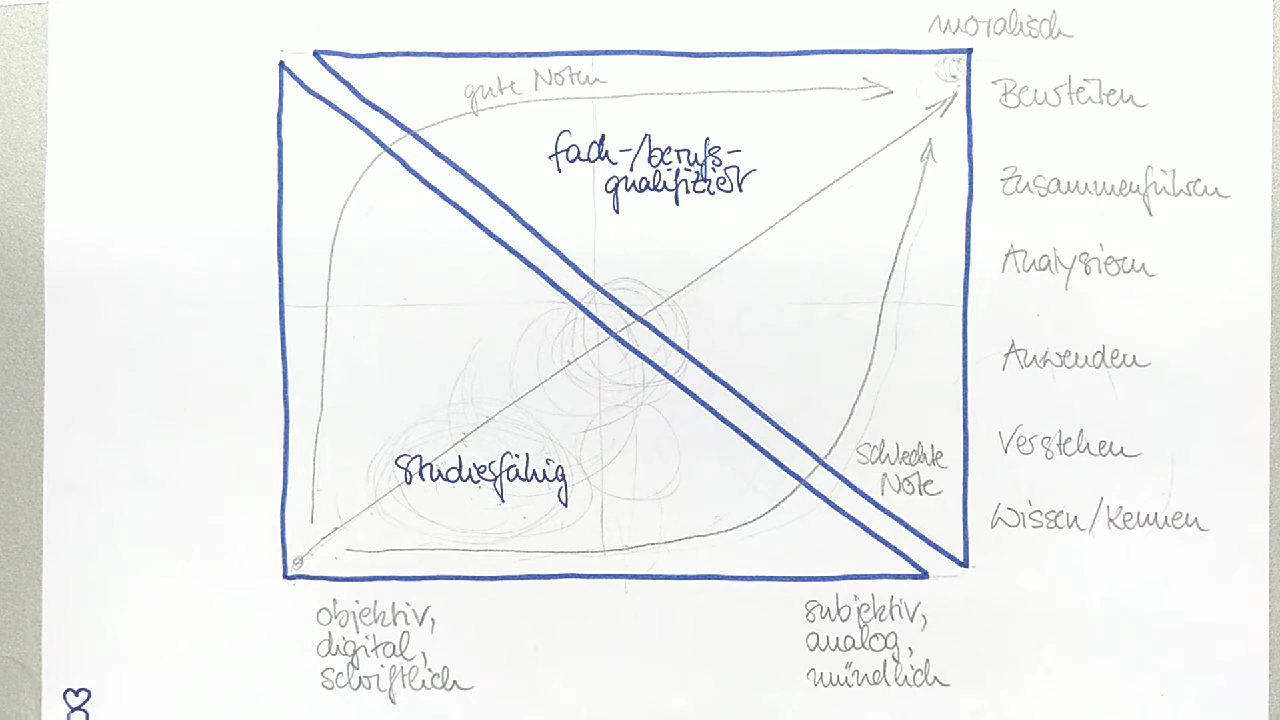 moralisch
gute Noten
Beurteilen
fach-/berufs-
qualifiziert
Zusammenführen
Analysieren
Anwenden
Verstehen
schlechte
Note
studierfähig
Wissen/Kennen
objektiv,
digital,
schriftlich
subjektiv,
analog,
mündlich